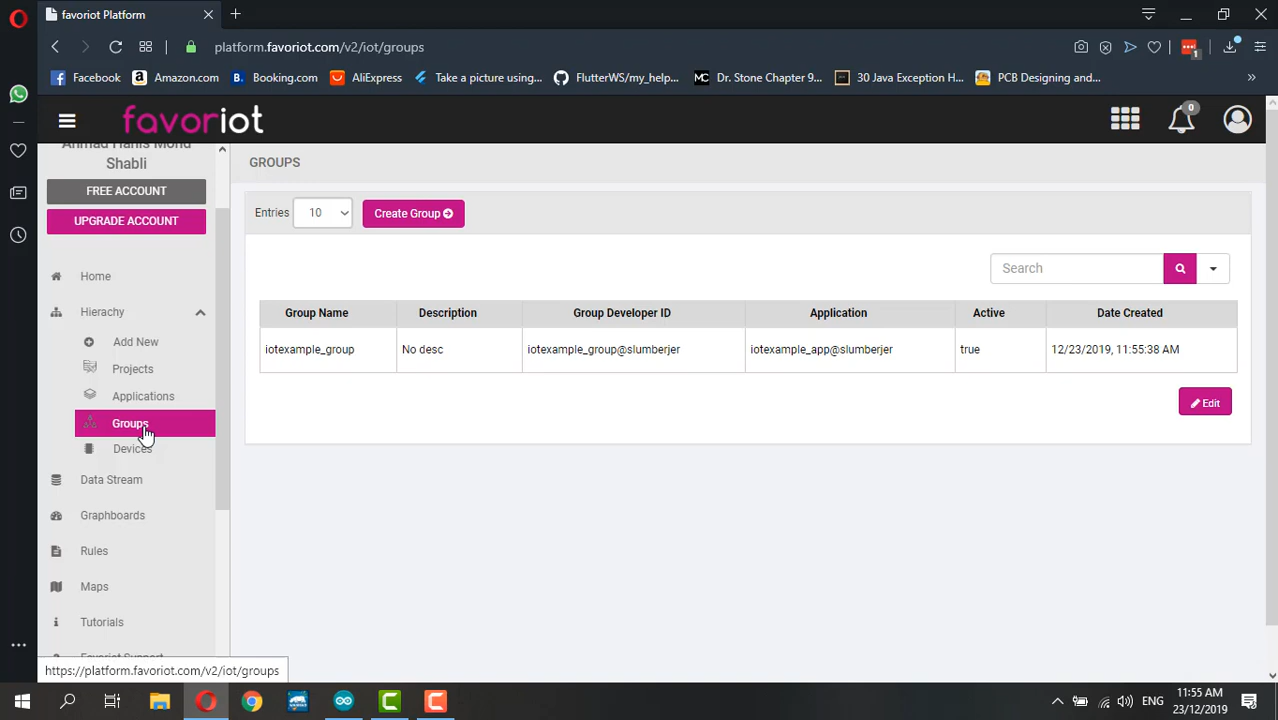 favoriot Platform
platform.favoriot.com/v2/iot/groups
1
Facebook
Amazon.com
Booking.com
AliExpress
Take a picture using...
FlutterWS/my_help...
Dr. Stone Chapter 9...
30 Java Exception H...
PCB Designing and...
»
favoriot
0
Ahmad Hanis Mohd
Shabli
FREE ACCOUNT
UPGRADE ACCOUNT
Home
Hierachy
Add New
Projects
Applications
Groups
Devices
Data Stream
Graphboards
Rules
Maps
Tutorials
Favoriot Support
GROUPS
Entries 10 Create Group
Search
Group Name Description Group Developer ID Application Active Date Created
iotexample_group No desc iotexample_group@slumberjer iotexample_app@slumberjer true 12/23/2019, 11:55:38 AM
Edit
https://platform.favoriot.com/v2/iot/groups
ENG
11:55 AM
23/12/2019